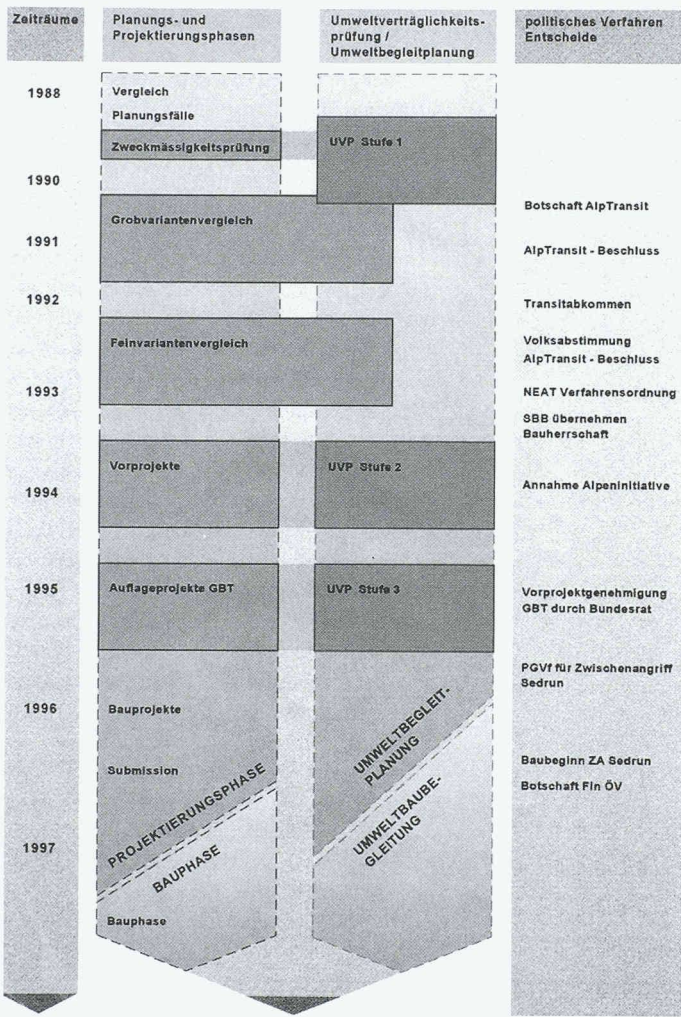 Zeiträume
Planungs- und
Projektierungsphasen
Umweltverträglichkeits-
prüfung /
Umweltbegleitplanung
politisches Verfahren
Entscheide
1988
Vergleich
Planungsfälle
Zweckmässigkeitsprüfung
UVP Stufe 1
1990
Botschaft AlpTransit
Grobvariantenvergleich
1991
AlpTransit - Beschluss
1992
Transitabkommen
Feinvariantenvergleich
Volksabstimmung
AlpTransit - Beschluss
1993
NEAT Verfahrensordnung
SBB übernehmen
Bauherrschaft
Vorprojekte
UVP Stufe 2
1994
Annahme Alpeninitiative
1995
Auflageprojekte GBT
UVP Stufe 3
Vorprojektgenehmigung
GBT durch Bundesrat
PGVf für Zwischenangriff
Sedrun
1996
Bauprojekte
UMWELTBEGLEIT-
PLANUNG
Submission
Baubeginn ZA Sedrun
Botschaft Fin ÖV
PROJEKTIERUNGSPHASE
BAUPHASE
UMWELTBAUBE-
GLEITUNG
1997
Bauphase